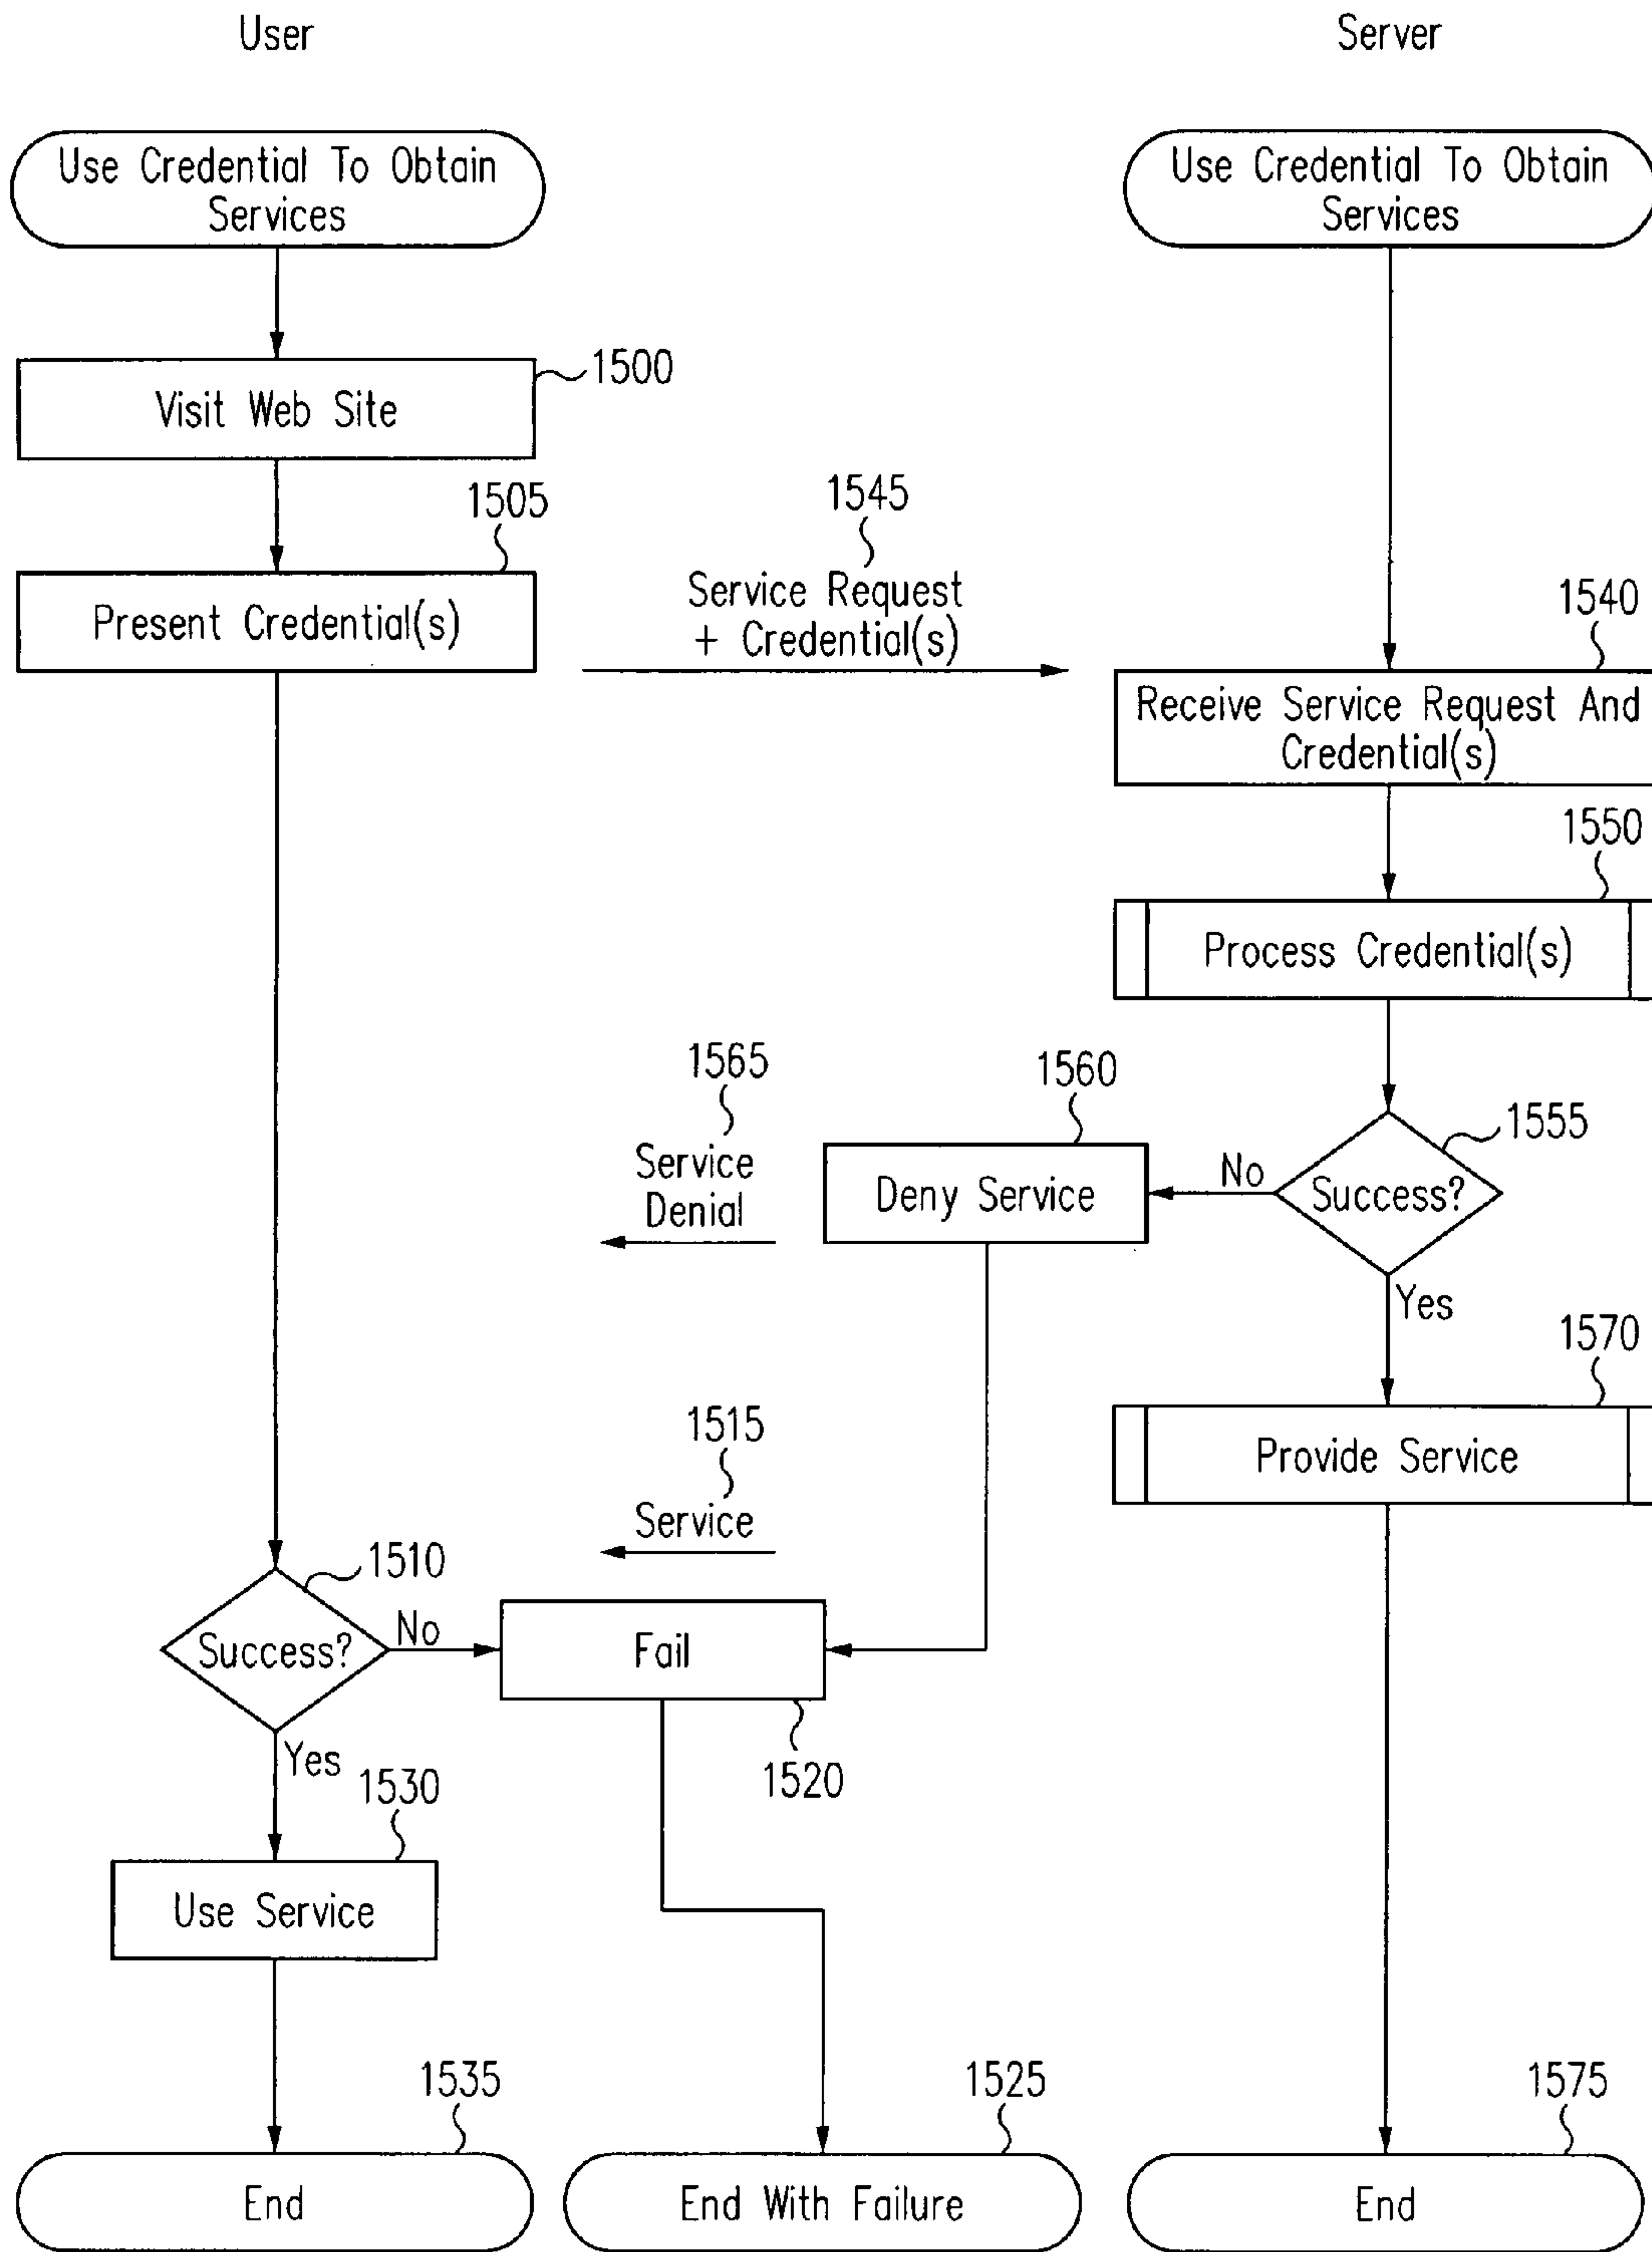 User
Server
Use Credential To Obtain
Services
Use Credential To Obtain
Services
1500
Visit Web Site
1505
1545
Present Credential(s)
Service Request
+ Credential(s)
1540
Receive Service Request And
Credential(s)
1550
Process Credential(s)
1565
1560
1555
Service
Denial
Deny Service
No
Success?
Yes
1570
1515
Provide Service
Service
1510
Success?
No
Fail
Yes
1520
1530
Use Service
1535
1525
1575
End
End With Failure
End